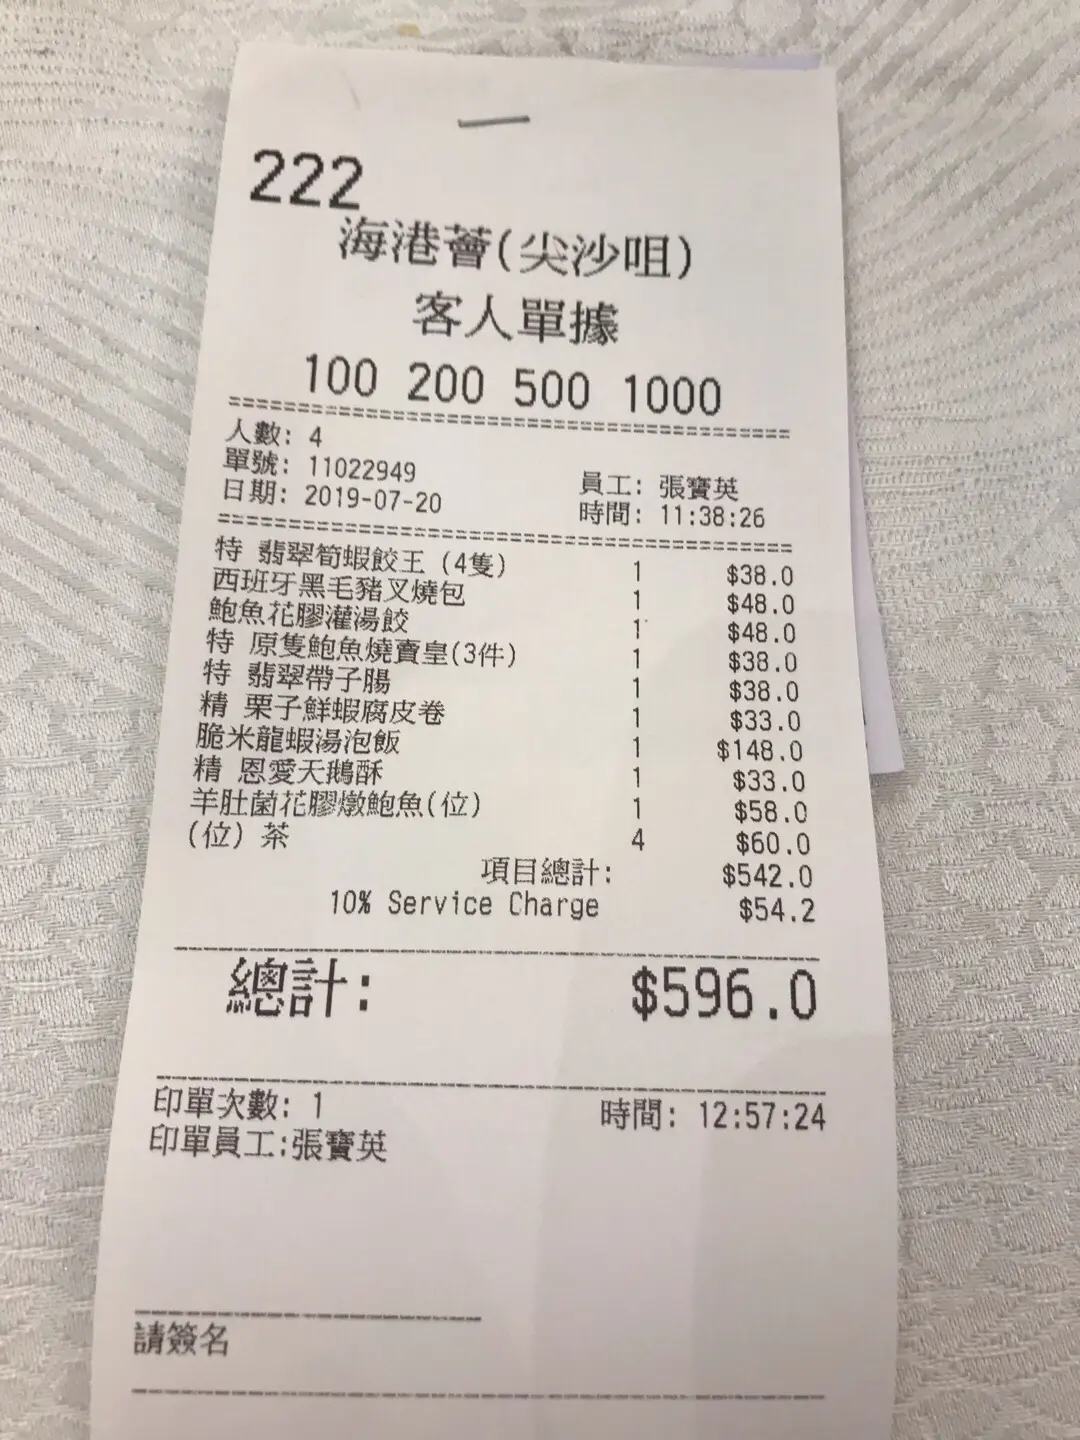 222
海港薈(尖沙咀)
客人單據
100 200 500 1000
人數: 4
單號: 11022949 員工: 張寶英
日期: 2019-07-20 時間: 11:38:26
特 翡翠筍蝦餃王 (4隻) 1 $38.0
西班牙黑毛豬叉燒包 1 $48.0
鮑魚花膠灌湯餃 1 $48.0
特 原隻鮑魚燒賣皇(3件) 1 $38.0
特 翡翠帶子腸 1 $38.0
精 栗子鮮蝦腐皮卷 1 $33.0
脆米龍蝦湯泡飯 1 $148.0
精 恩愛天鵝酥 1 $33.0
羊肚菌花膠燉鮑魚(位) 1 $58.0
(位) 茶 4 $60.0
項目總計: $542.0
10% Service Charge $54.2
總計: $596.0
印單次數: 1 時間: 12:57:24
印單員工:張寶英
請簽名